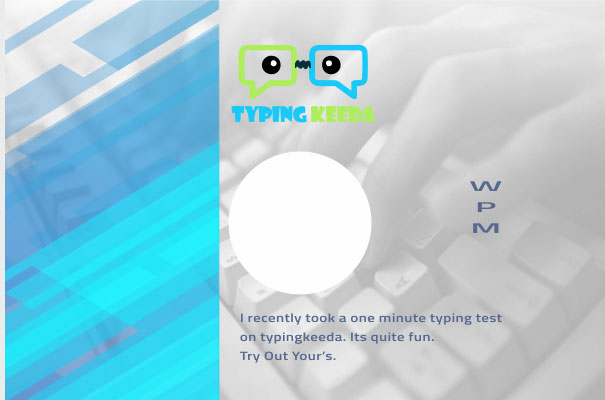 TYPING KEEDA
W
P
M
I recently took a one minute typing test
on typingkeeda. Its quite fun.
Try Out Your's.